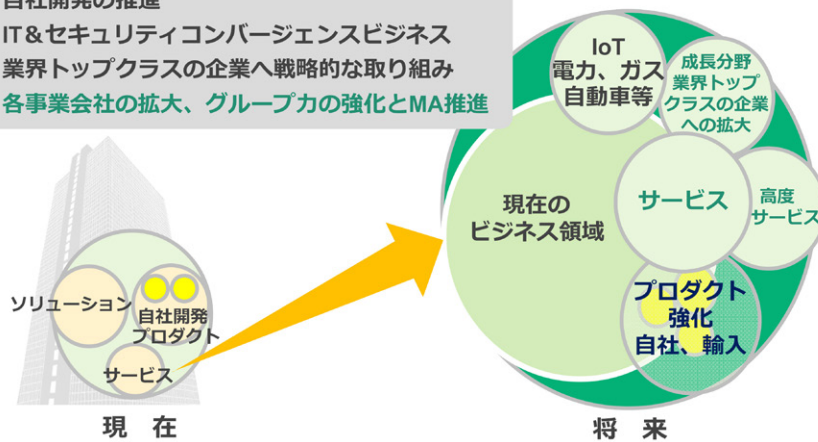 自社開発の推進
IT&セキュリティコンバージェンスビジネス
業界トップクラスの企業へ戦略的な取り組み
各事業会社の拡大、グループ力の強化とMA推進
IoT
電力、ガス
自動車等
成長分野
業界トップ
クラスの企業
への拡大
現在の
ビジネス領域
サービス
高度
サービス
プロダクト
強化
自社、輸入
ソリューション
自社開発
プロダクト
サービス
現 在
将 来